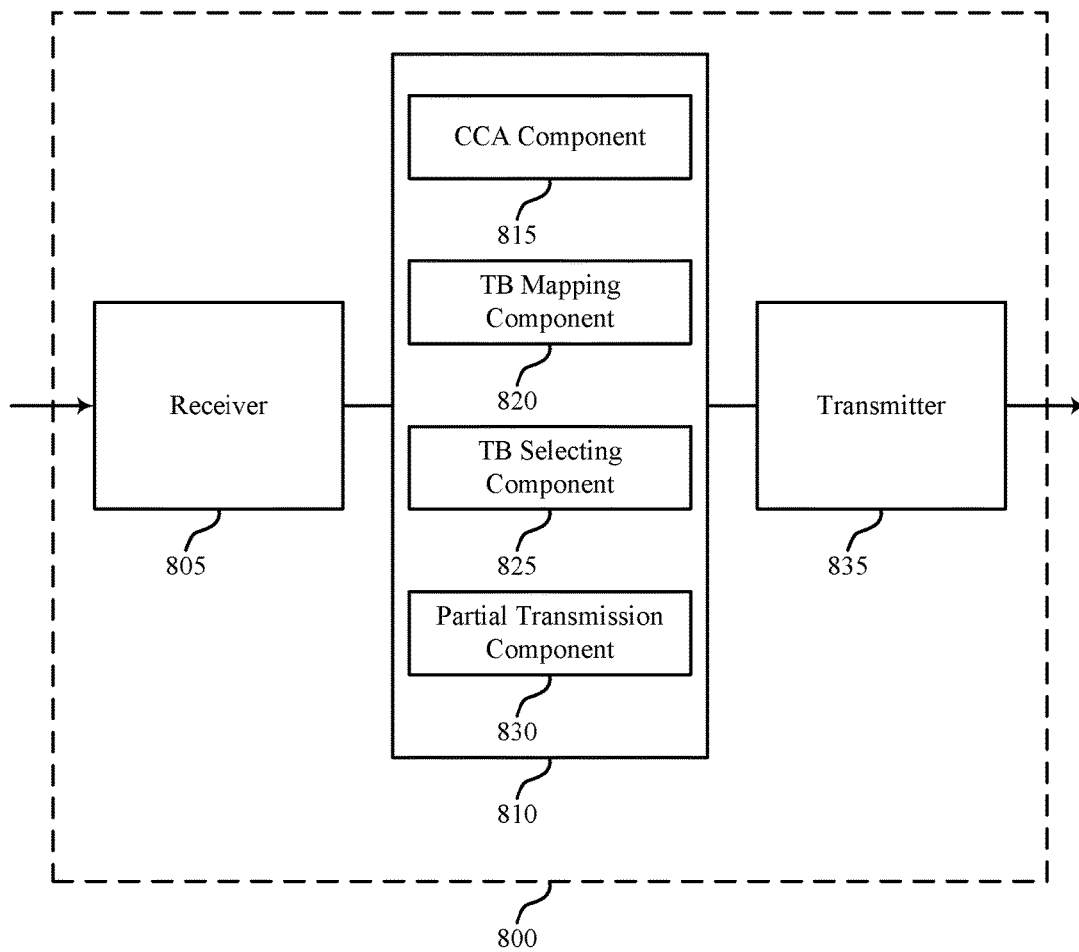 CCA Component
815
TB Mapping
Component
820
Receiver
805
TB Selecting
Component
825
Transmitter
835
Partial Transmission
Component
830
810
800